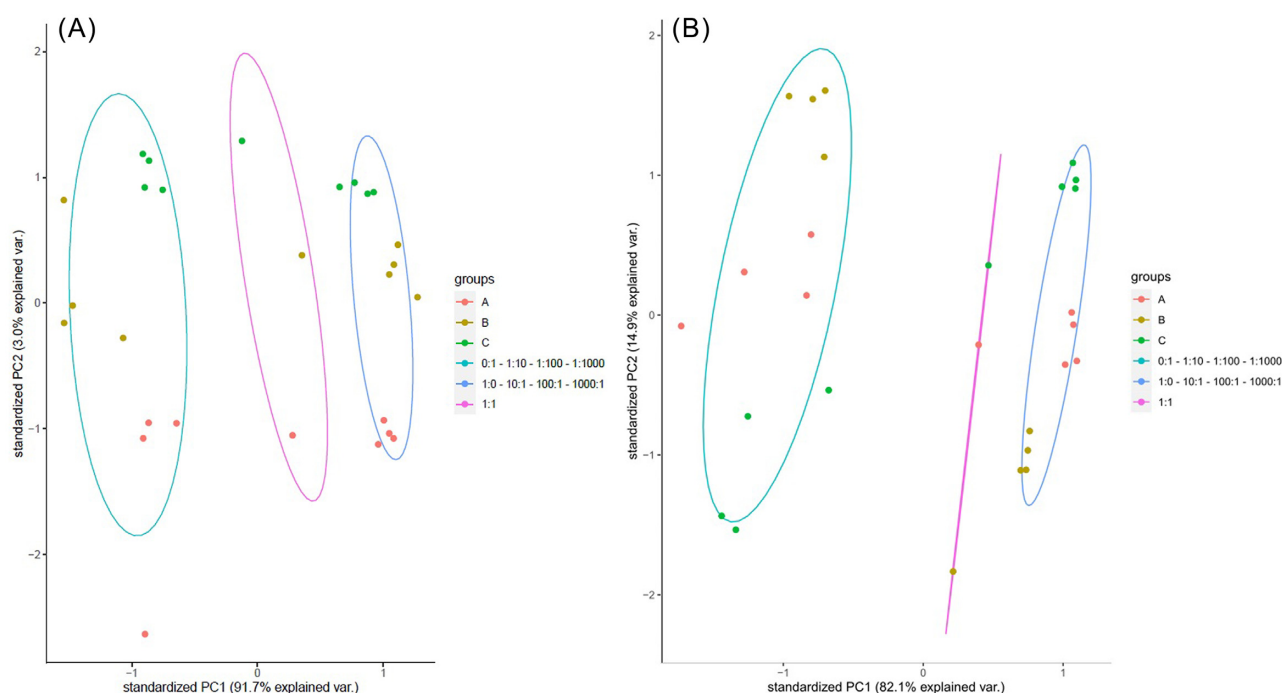 (A)
2
1
0
−1
−2
standardized PC2 (3.0% explained var.)
−1
0
1
standardized PC1 (91.7% explained var.)
groups
A
B
C
0:1 - 1:10 - 1:100 - 1:1000
1:0 - 10:1 - 100:1 - 1000:1
1:1
(B)
2
1
0
−1
−2
standardized PC2 (14.9% explained var.)
−1
0
1
standardized PC1 (82.1% explained var.)
groups
A
B
C
0:1 - 1:10 - 1:100 - 1:1000
1:0 - 10:1 - 100:1 - 1000:1
1:1